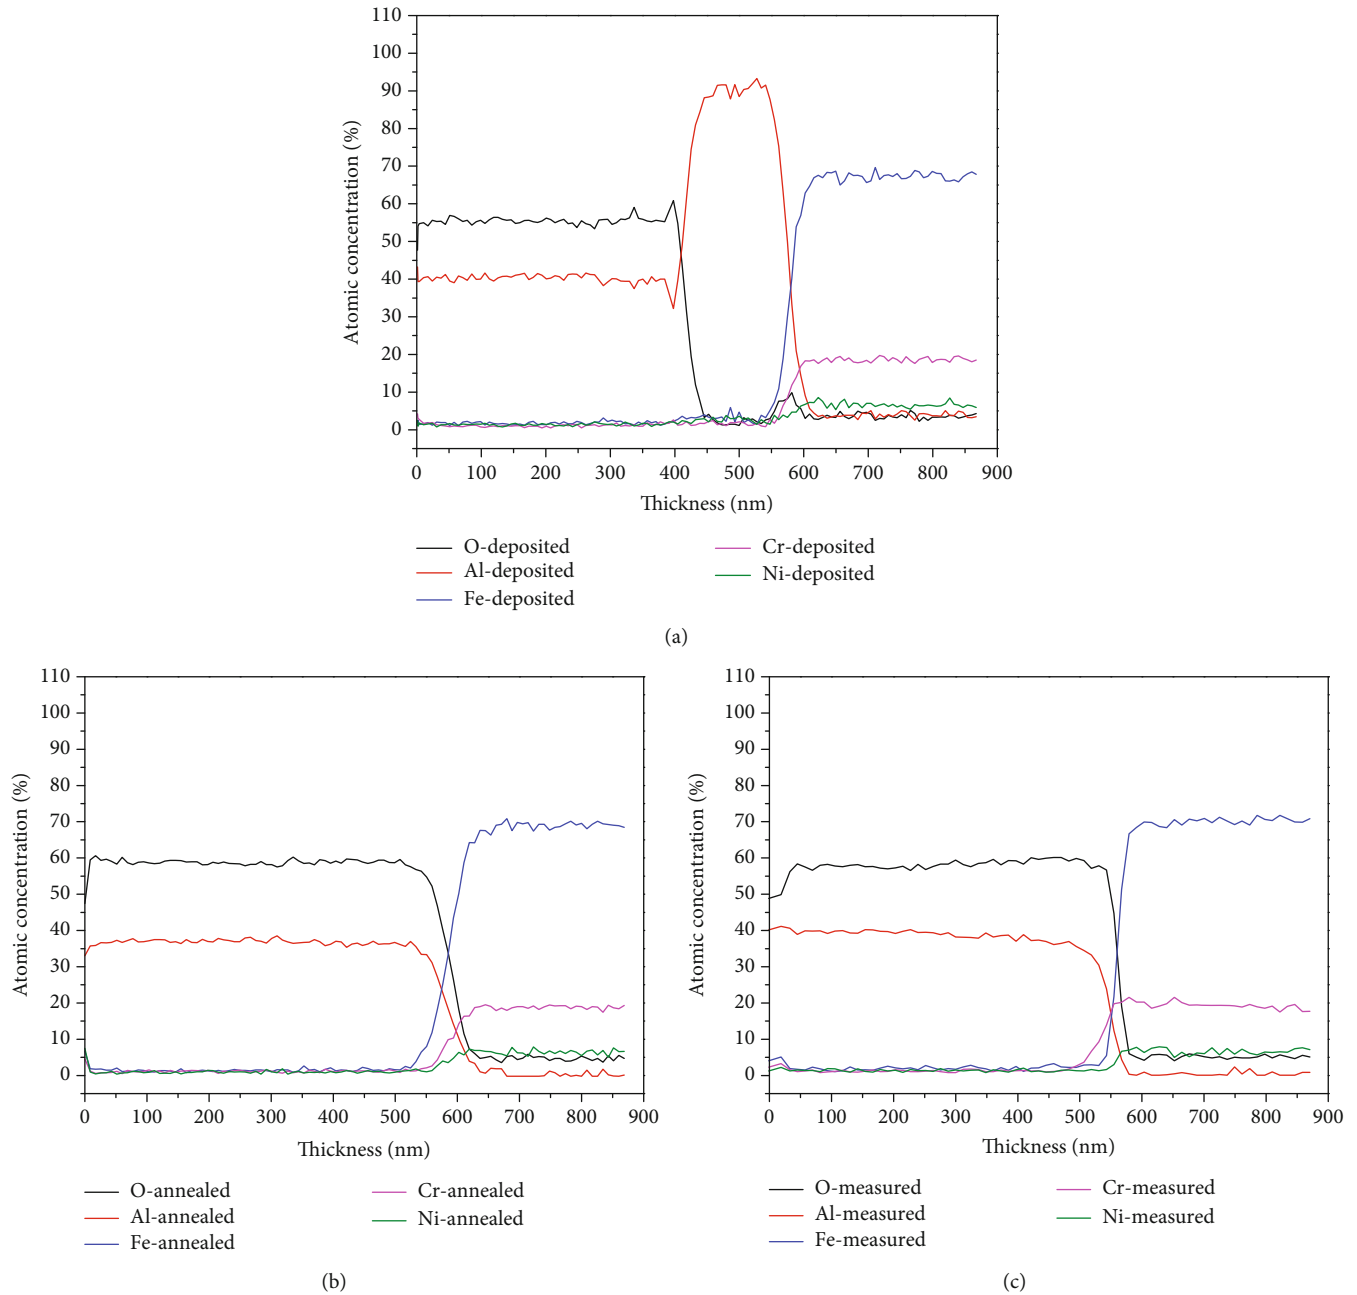 110
100
90
80
70
60
50
40
30
20
10
0
Atomic concentration (%)
0 100 200 300 400 500 600 700 800 900
Thickness (nm)
O-deposited
Al-deposited
Fe-deposited
Cr-deposited
Ni-deposited
(a)
110
100
90
80
70
60
50
40
30
20
10
0
Atomic concentration (%)
0 100 200 300 400 500 600 700 800 900
Thickness (nm)
O-annealed
Al-annealed
Fe-annealed
Cr-annealed
Ni-annealed
(b)
110
100
90
80
70
60
50
40
30
20
10
0
Atomic concentration (%)
0 100 200 300 400 500 600 700 800 900
Thickness (nm)
O-measured
Al-measured
Fe-measured
Cr-measured
Ni-measured
(c)